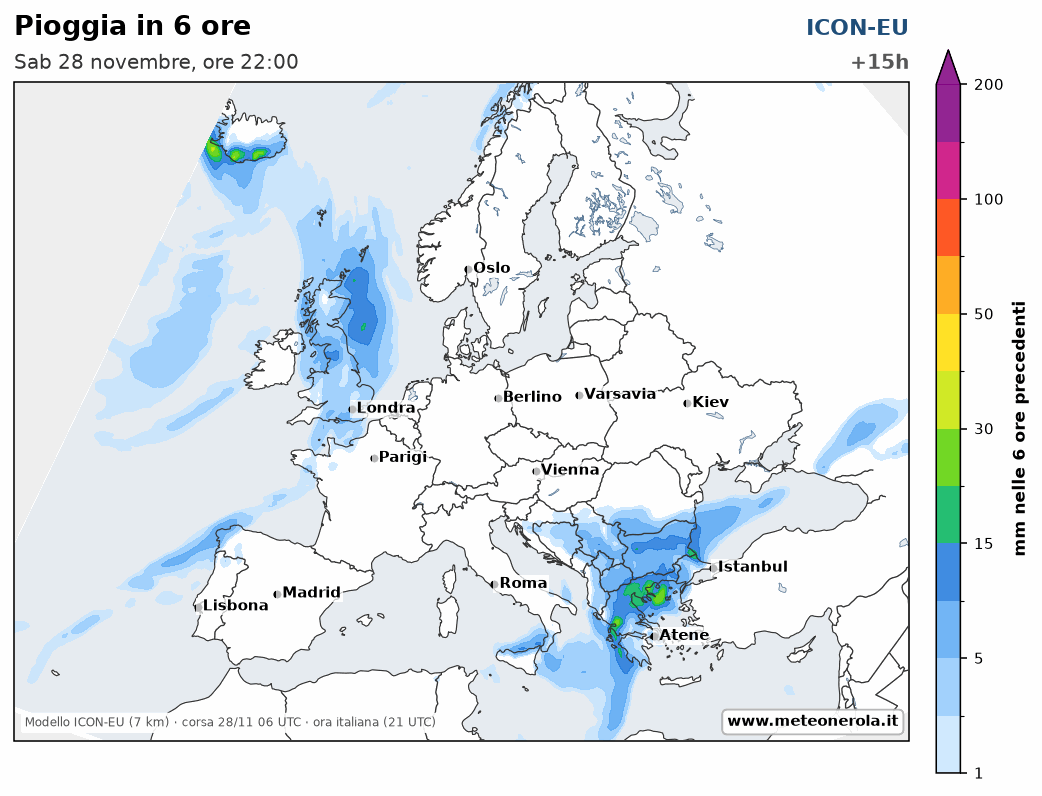 Pioggia in 6 ore
ICON-EU
Sab 28 novembre, ore 22:00
+15h
200
100
50
30
15
5
1
mm nelle 6 ore precedenti
Oslo
Berlino
Varsavia
Kiev
Londra
Parigi
Vienna
Istanbul
Roma
Madrid
Lisbona
Atene
Modello ICON-EU (7 km) · corsa 28/11 06 UTC · ora italiana (21 UTC)
www.meteonerola.it